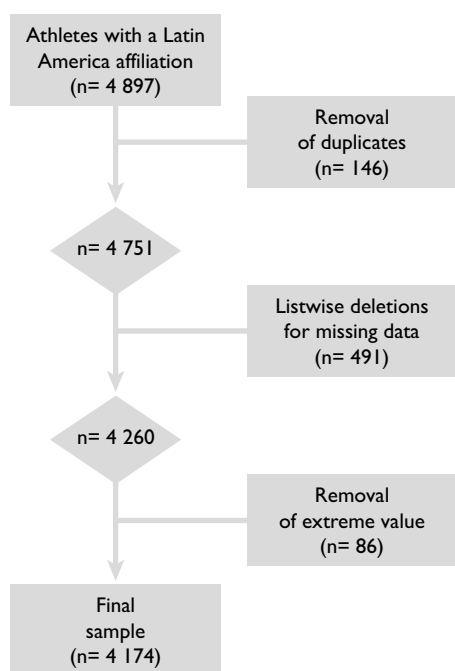 Athletes with a Latin
America affiliation
(n= 4 897)
Removal
of duplicates
(n= 146)
n= 4 751
Listwise deletions
for missing data
(n= 491)
n= 4 260
Removal
of extreme value
(n= 86)
Final
sample
(n= 4 174)